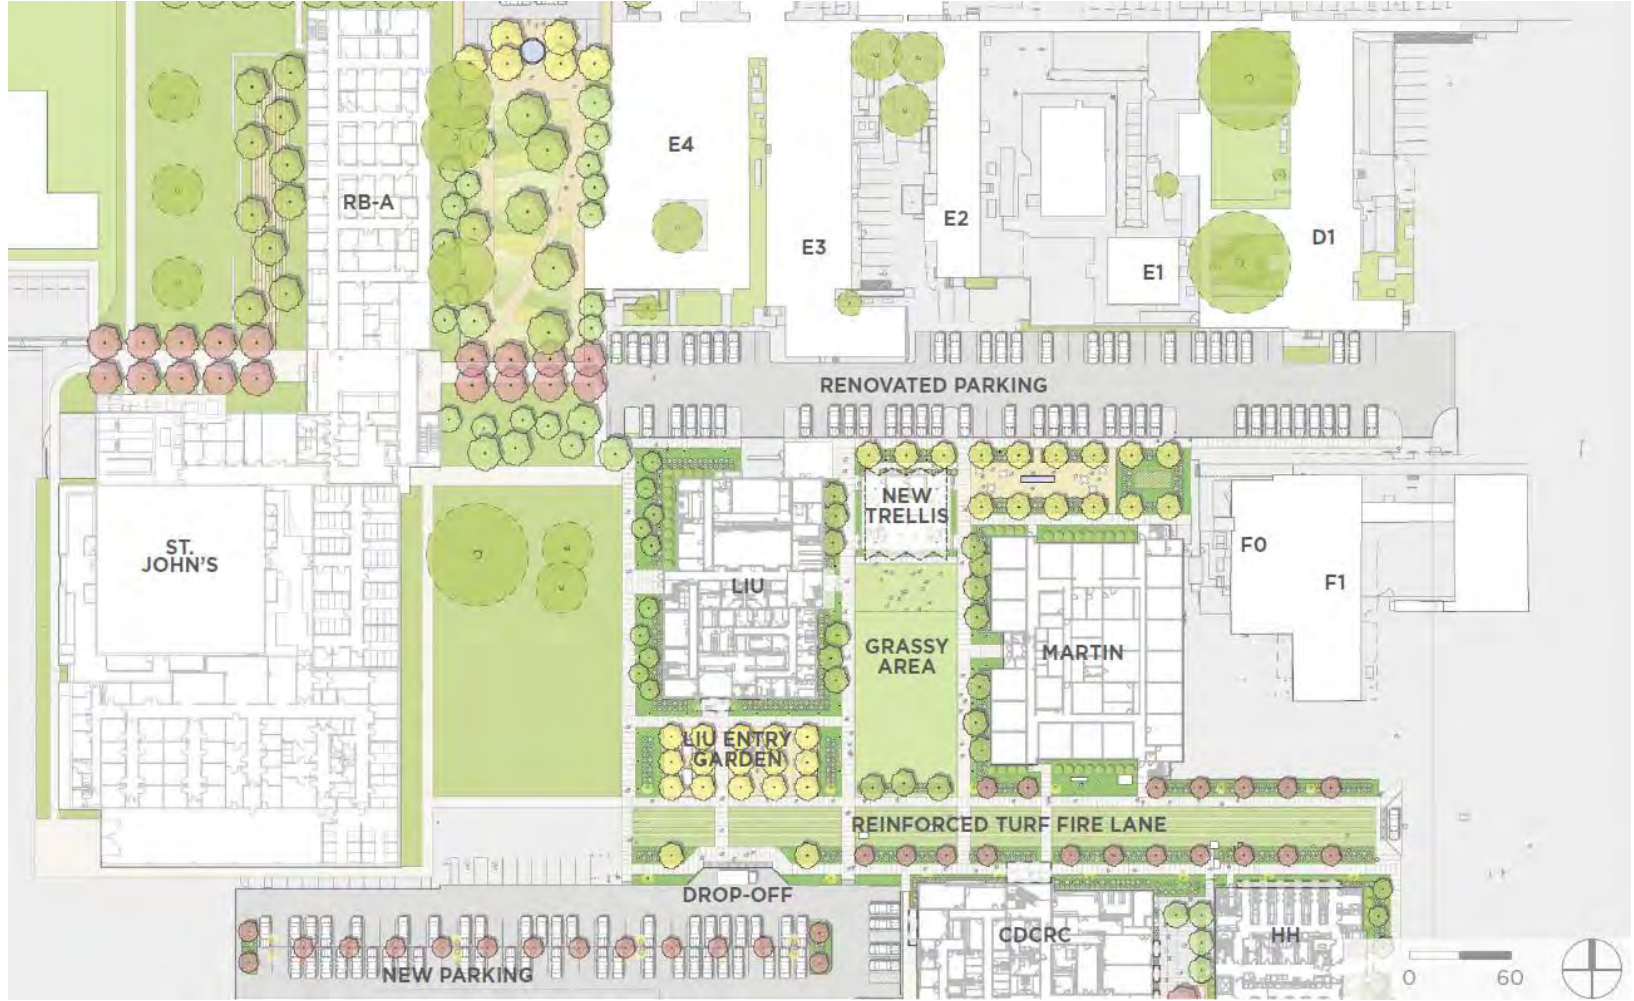 E4
RB-A
E3
E2
E1
D1
RENOVATED PARKING
NEW
TRELLIS
ST.
JOHN'S
LIU
F0
F1
GRASSY
AREA
MARTIN
LIU ENTRY
GARDEN
REINFORCED TURF FIRE LANE
DROP-OFF
CDCRC
HH
NEW PARKING
0 60